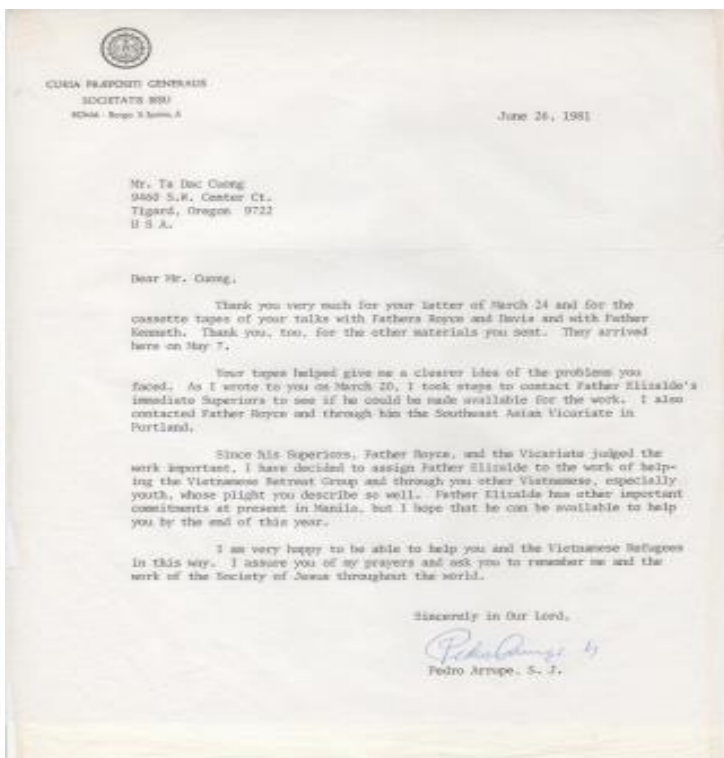 CURIA PRÆPOSITI GENERALIS
SOCIETATIS IESU
ROMA - Borgo S. Spirito, 5
June 26, 1981
Mr. Ta Dac Cuong
9460 S.W. Center Ct.
Tigard, Oregon 9722
U S A.
Dear Mr. Cuong,
Thank you very much for your letter of March 24 and for the
cassette tapes of your talks with Fathers Royce and Davis and with Father
Kenneth. Thank you, too, for the other materials you sent. They arrived
here on May 7.
Your tapes helped give me a clearer idea of the problems you
faced. As I wrote to you on March 20, I took steps to contact Father Elizalde's
immediate Superiors to see if he could be made available for the work. I also
contacted Father Royce and through him the Southeast Asian Vicariate in
Portland.
Since his Superiors, Father Royce, and the Vicariate judged the
work important, I have decided to assign Father Elizalde to the work of help-
ing the Vietnamese Retreat Group and through you other Vietnamese, especially
youth, whose plight you describe so well. Father Elizalde has other important
commitments at present in Manila, but I hope that he can be available to help
you by the end of this year.
I am very happy to be able to help you and the Vietnamese Refugees
in this way. I assure you of my prayers and ask you to remember me and the
work of the Society of Jesus throughout the world.
Sincerely in Our Lord,
Pedro Arrupe sj
Pedro Arrupe, S. J.